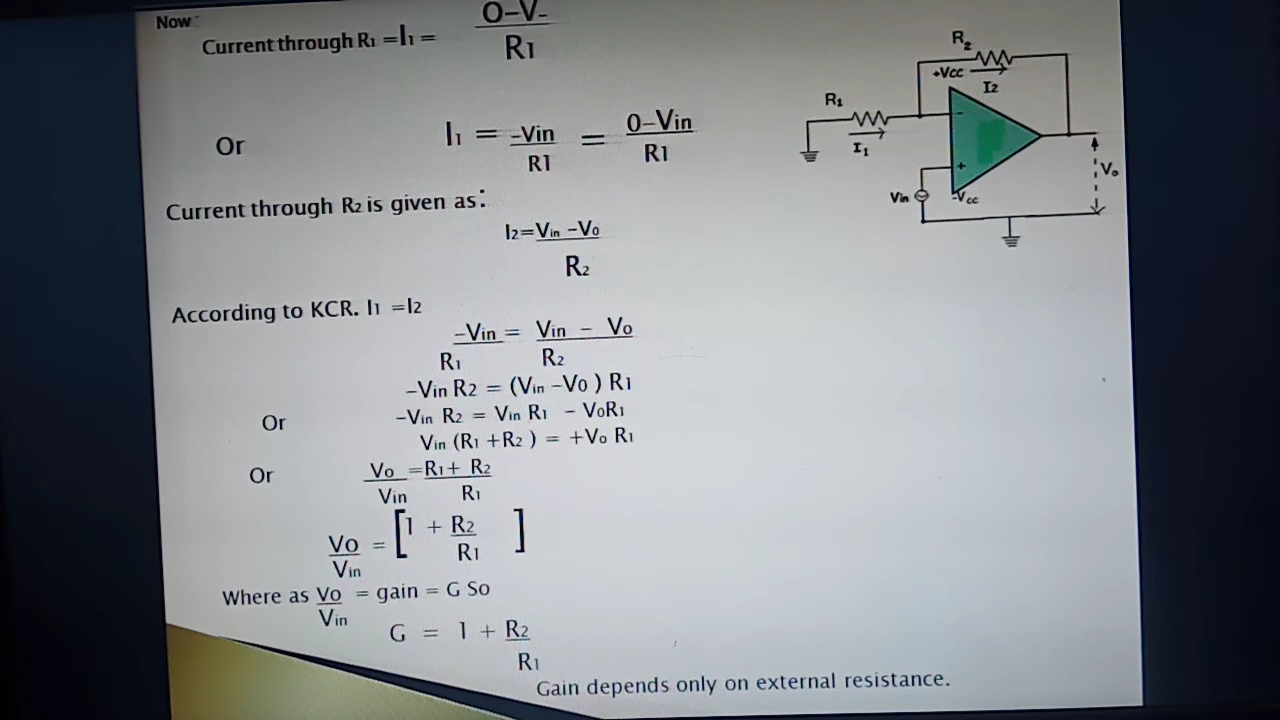 Now :
Current through R1 =I1 = O-V- / R1
Or I1 = -Vin / R1 = 0-Vin / R1
Current through R2 is given as:
I2=Vin -Vo / R2
According to KCR. I1 =I2
-Vin / R1 = Vin - Vo / R2
-Vin R2 = (Vin -Vo ) R1
Or -Vin R2 = Vin R1 - VoR1
Vin (R1 +R2 ) = +Vo R1
Or Vo / Vin = R1+ R2 / R1
Vo / Vin = [1 + R2 / R1 ]
Where as Vo / Vin = gain = G So
G = 1 + R2 / R1
Gain depends only on external resistance.
R2
+Vcc
I2
R1
I1
-
+
Vin
-Vcc
Vo